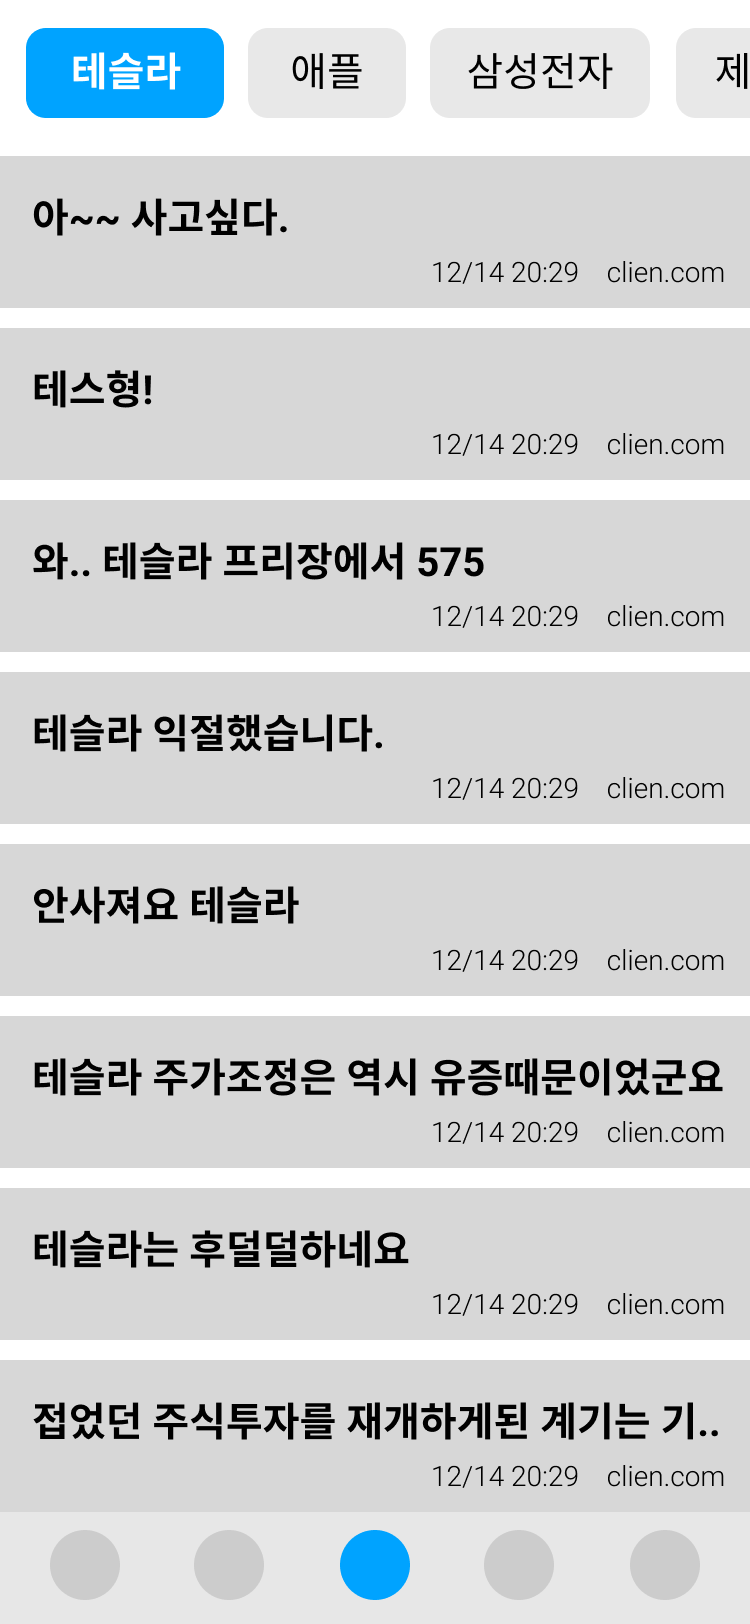 테슬라 애플 삼성전자 제
아~~ 사고싶다.
12/14 20:29 clien.com
테스형!
12/14 20:29 clien.com
와.. 테슬라 프리장에서 575
12/14 20:29 clien.com
테슬라 익절했습니다.
12/14 20:29 clien.com
안사져요 테슬라
12/14 20:29 clien.com
테슬라 주가조정은 역시 유증때문이었군요
12/14 20:29 clien.com
테슬라는 후덜덜하네요
12/14 20:29 clien.com
접었던 주식투자를 재개하게된 계기는 기..
12/14 20:29 clien.com